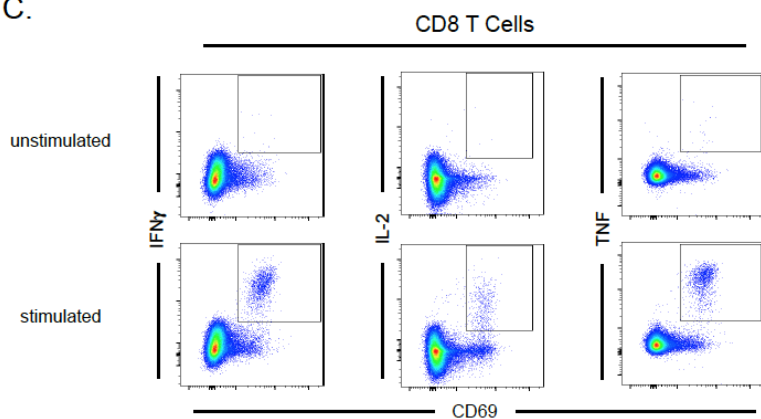 C.
CD8 T Cells
unstimulated
IFNγ
IL-2
TNF
stimulated
CD69